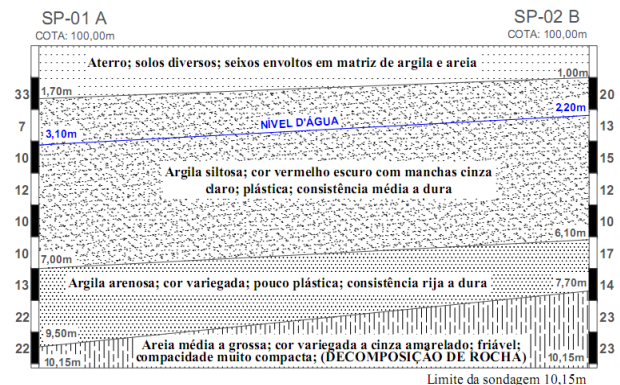 SP-01 A
SP-02 B
COTA: 100,00m
COTA: 100,00m
Aterro; solos diversos; seixos envoltos em matriz de argila e areia
1,00m
33
1,70m
20
NÍVEL D'ÁGUA
2,20m
7
3,10m
13
10
15
Argila siltosa; cor vermelho escuro com manchas cinza
daro; plástica; consistência média a dura
12
12
10
10
6,10m
10
7,00m
17
Argila arenosa; cor variegada; pouco plástica; consistência rija a dura
7,70m
13
14
22
23
9,50m
Areia média a grossa; cor variegada a cinza amarelado; friável;
22
compacidade muito compacta; (DECOMPOSIÇÃO DE ROCHA)
23
10,15m
10,15m
Limite da sondagem 10,15m